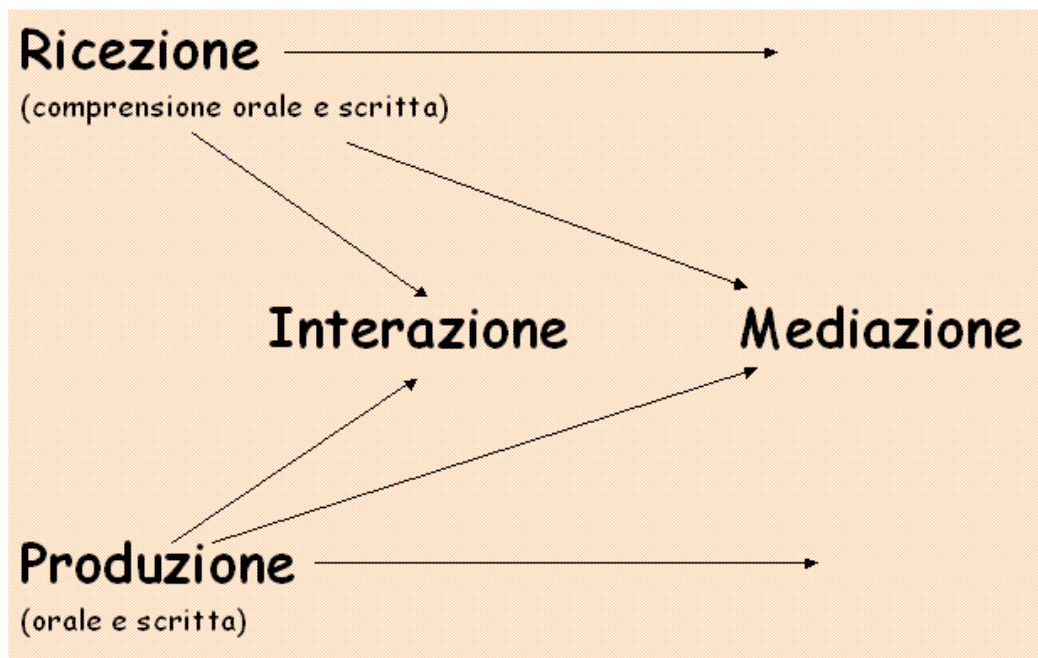 Ricezione
(comprensione orale e scritta)
Interazione
Mediazione
Produzione
(orale e scritta)